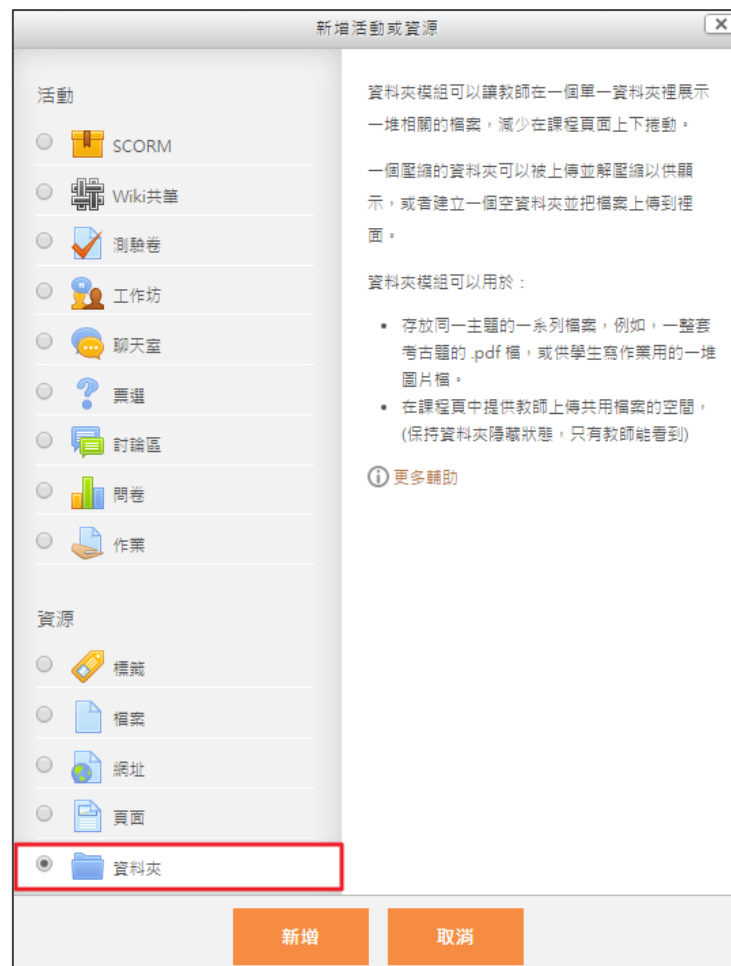 新增活動或資源
活動
SCORM
Wiki共筆
測驗卷
工作坊
聊天室
票選
討論區
問卷
作業
資源
標籤
檔案
網址
頁面
資料夾
資料夾模組可以讓教師在一個單一資料夾裡展示
一堆相關的檔案，減少在課程頁面上下捲動。
一個壓縮的資料夾可以被上傳並解壓縮以供顯
示，或者建立一個空資料夾並把檔案上傳到裡
面。
資料夾模組可以用於：
• 存放同一主題的一系列檔案，例如，一整套
考古題的 .pdf 檔，或供學生寫作業用的一堆
圖片檔。
• 在課程頁中提供教師上傳共用檔案的空間，
(保持資料夾隱藏狀態，只有教師能看到)
更多輔助
新增
取消